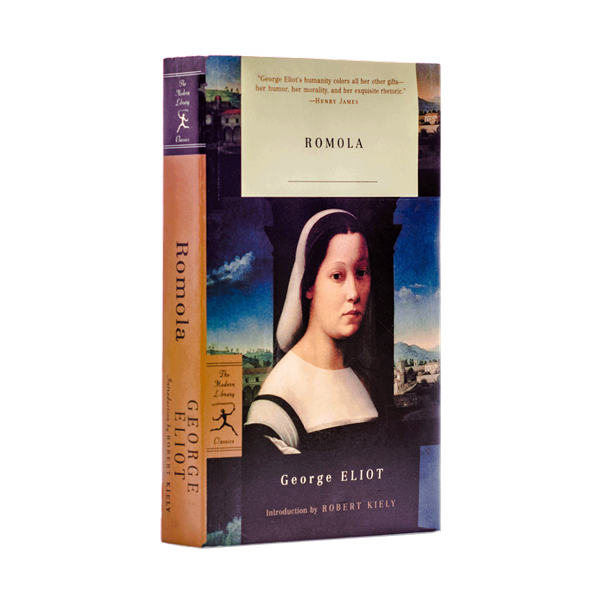 The
Modern
Library
Classics
Romola
GEORGE
ELIOT
Introduction by ROBERT KIELY
"George Eliot's humanity colors all her other gifts—
her humor, her morality, and her exquisite rhetoric."
—HENRY JAMES
ROMOLA
The
Modern
Library
Classics
George ELIOT
Introduction by ROBERT KIELY